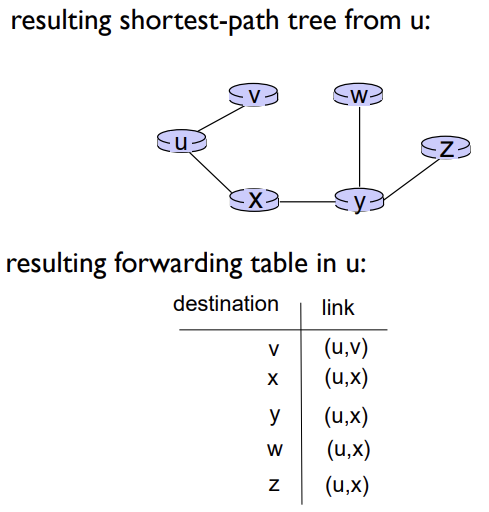 resulting shortest-path tree from u:
v
w
u
z
x
y
resulting forwarding table in u:
destination link
v (u,v)
x (u,x)
y (u,x)
w (u,x)
z (u,x)